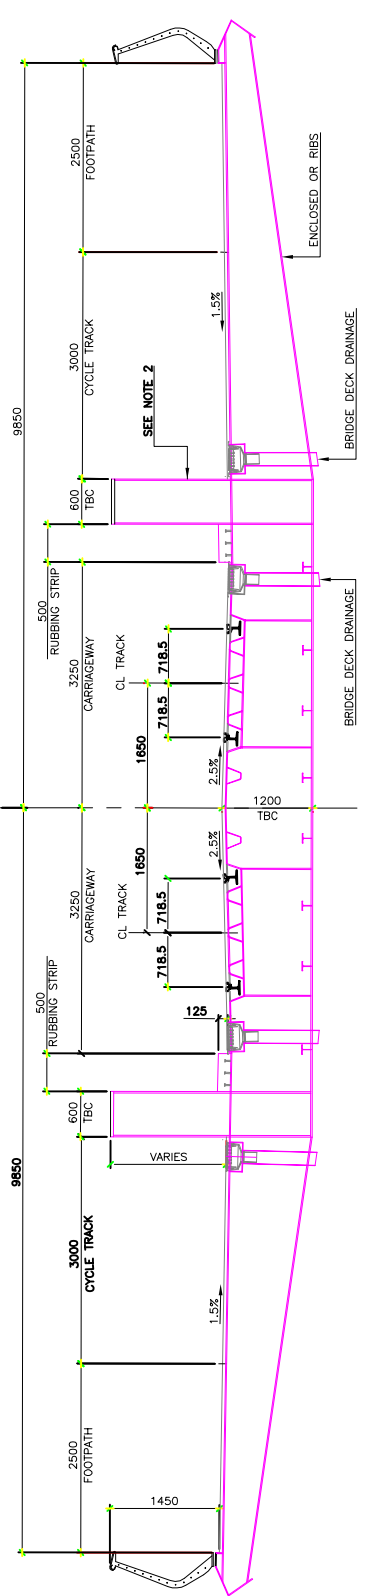 9850
9850
2500
FOOTPATH
3000
CYCLE TRACK
600
TBC
500
RUBBING STRIP
3250
CARRIAGEWAY
3250
CARRIAGEWAY
500
RUBBING STRIP
600
TBC
3000
CYCLE TRACK
2500
FOOTPATH
1450
VARIES
125
CL TRACK
718.5
718.5
1650
CL TRACK
718.5
718.5
1650
SEE NOTE 2
1.5%
2.5%
2.5%
1.5%
1200
TBC
ENCLOSED OR RIBS
BRIDGE DECK DRAINAGE
BRIDGE DECK DRAINAGE